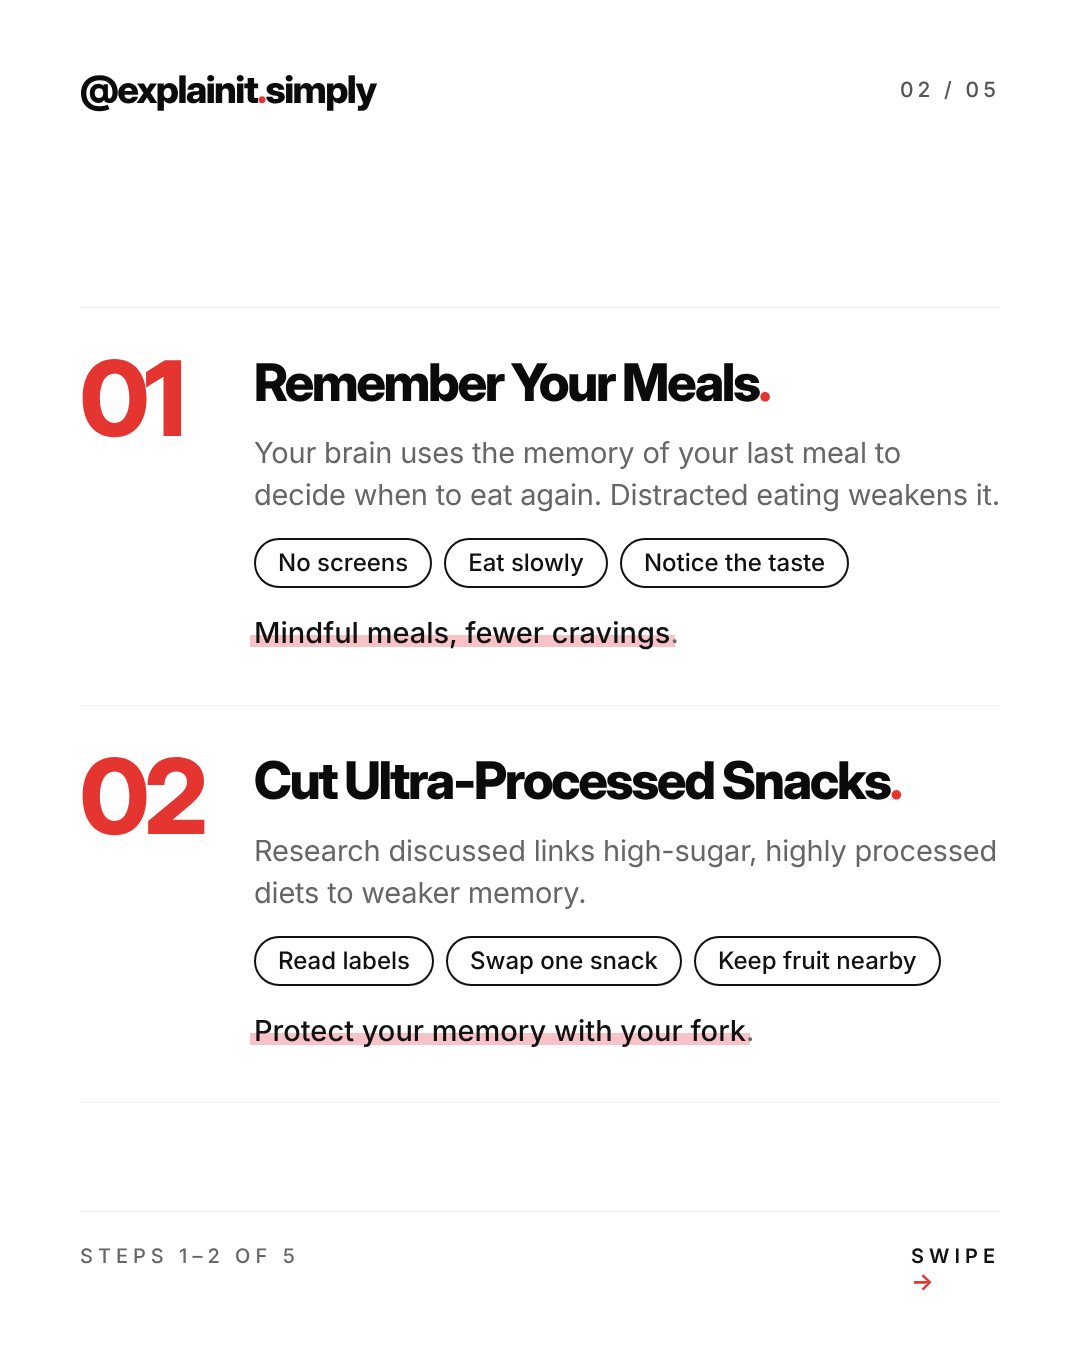 @explainit.simply
02 / 05
01
Remember Your Meals.
Your brain uses the memory of your last meal to
decide when to eat again. Distracted eating weakens it.
No screens
Eat slowly
Notice the taste
Mindful meals, fewer cravings.
02
Cut Ultra-Processed Snacks.
Research discussed links high-sugar, highly processed
diets to weaker memory.
Read labels
Swap one snack
Keep fruit nearby
Protect your memory with your fork.
STEPS 1–2 OF 5
SWIPE
→